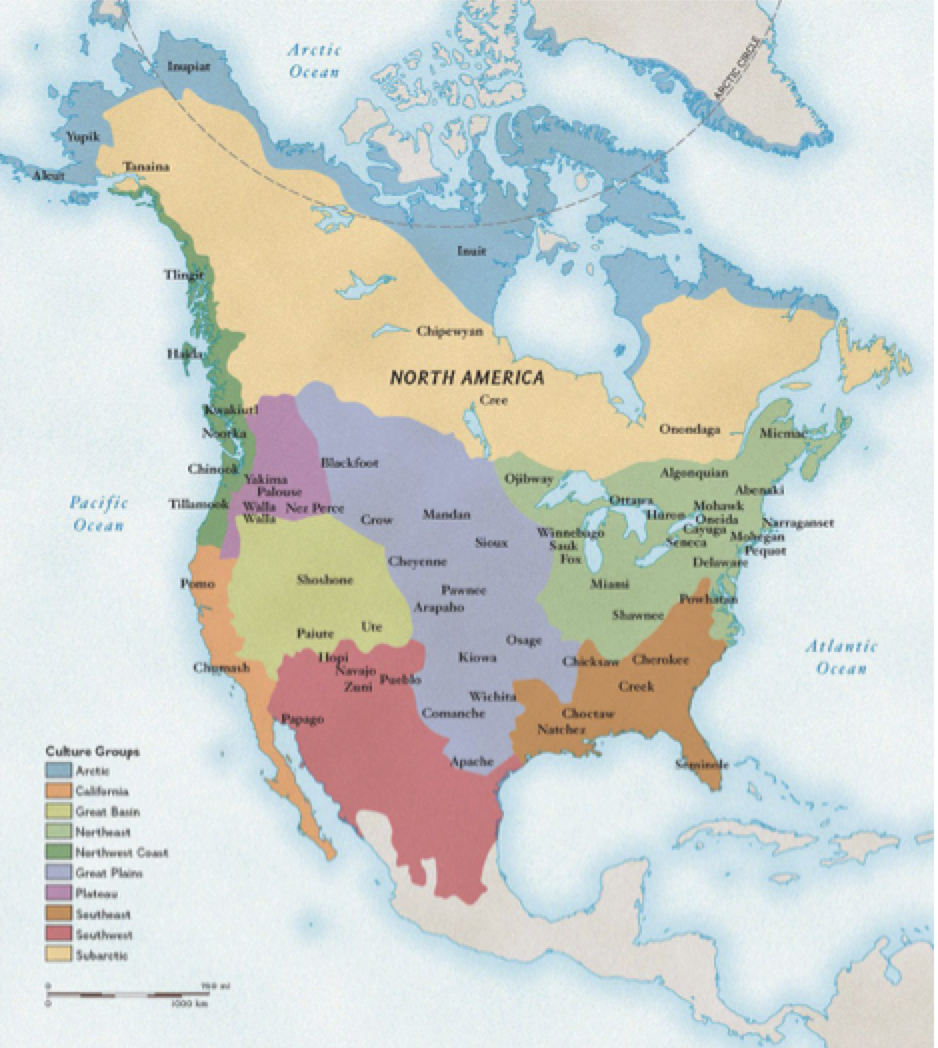 Arctic
Ocean
ARCTIC CIRCLE
Inupiat
Yupik
Tanaina
Aleut
Inuit
Tlingit
Chipewyan
Haida
NORTH AMERICA
Cree
Kwakiutl
Onondaga
Micmac
Noorka
Blackfoot
Chinook
Yakima
Palouse
Ojibway
Algonquian
Abenaki
Pacific
Ocean
Tillamook
Walla
Walla
Nez Perce
Crow
Mandan
Ottawa
Huron
Mohawk
Oneida
Cayuga
Seneca
Narraganset
Mohegan
Pequot
Winnebago
Sauk
Fox
Sioux
Cheyenne
Delaware
Pomo
Shoshone
Pawnee
Arapaho
Miami
Powhatan
Shawnee
Paiute
Ute
Osage
Atlantic
Ocean
Chumash
Hopi
Navajo
Zuni
Pueblo
Kiowa
Chicksaw
Cherokee
Creek
Wichita
Papago
Comanche
Choctaw
Natchez
Apache
Seminole
Culture Groups
Arctic
California
Great Basin
Northeast
Northwest Coast
Great Plains
Plateau
Southeast
Southwest
Subarctic
0 750 mi
0 1000 km